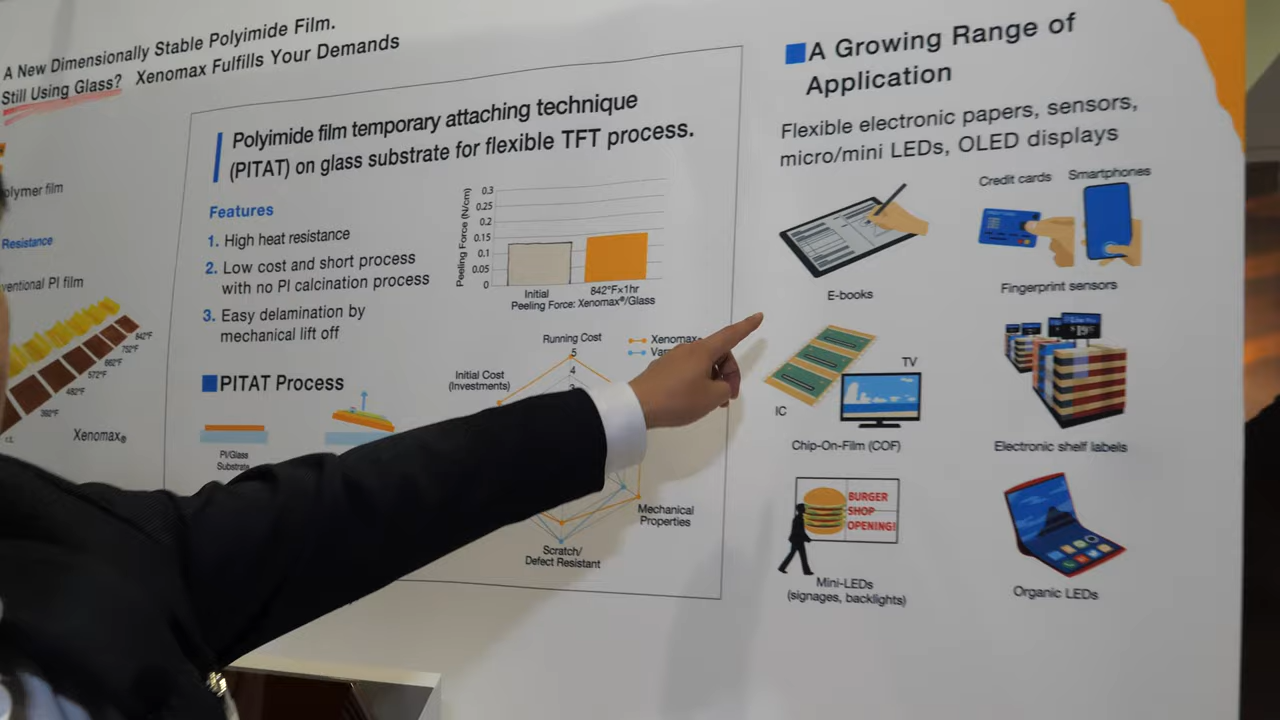 A New Dimensionally Stable Polyimide Film.
Still Using Glass? Xenomax Fulfills Your Demands
olymer film
Resistance
ventional PI film
842°F
752°F
662°F
572°F
482°F
392°F
r.t.
Xenomax®
Polyimide film temporary attaching technique
(PITAT) on glass substrate for flexible TFT process.
Features
1. High heat resistance
2. Low cost and short process
with no PI calcination process
3. Easy delamination by
mechanical lift off
Peeling Force (N/cm)
0.3
0.25
0.2
0.15
0.1
0.05
0
Initial
842°F×1hr
Peeling Force: Xenomax®/Glass
PITAT Process
PI/Glass
Substrate
Running Cost
5
4
3
Initial Cost
(Investments)
Xenomax
Mechanical
Properties
Scratch/
Defect Resistant
A Growing Range of
Application
Flexible electronic papers, sensors,
micro/mini LEDs, OLED displays
E-books
Credit cards
Smartphones
Fingerprint sensors
IC
TV
Chip-On-Film (COF)
Electronic shelf labels
BURGER
SHOP
OPENING!
Mini-LEDs
(signages, backlights)
Organic LEDs